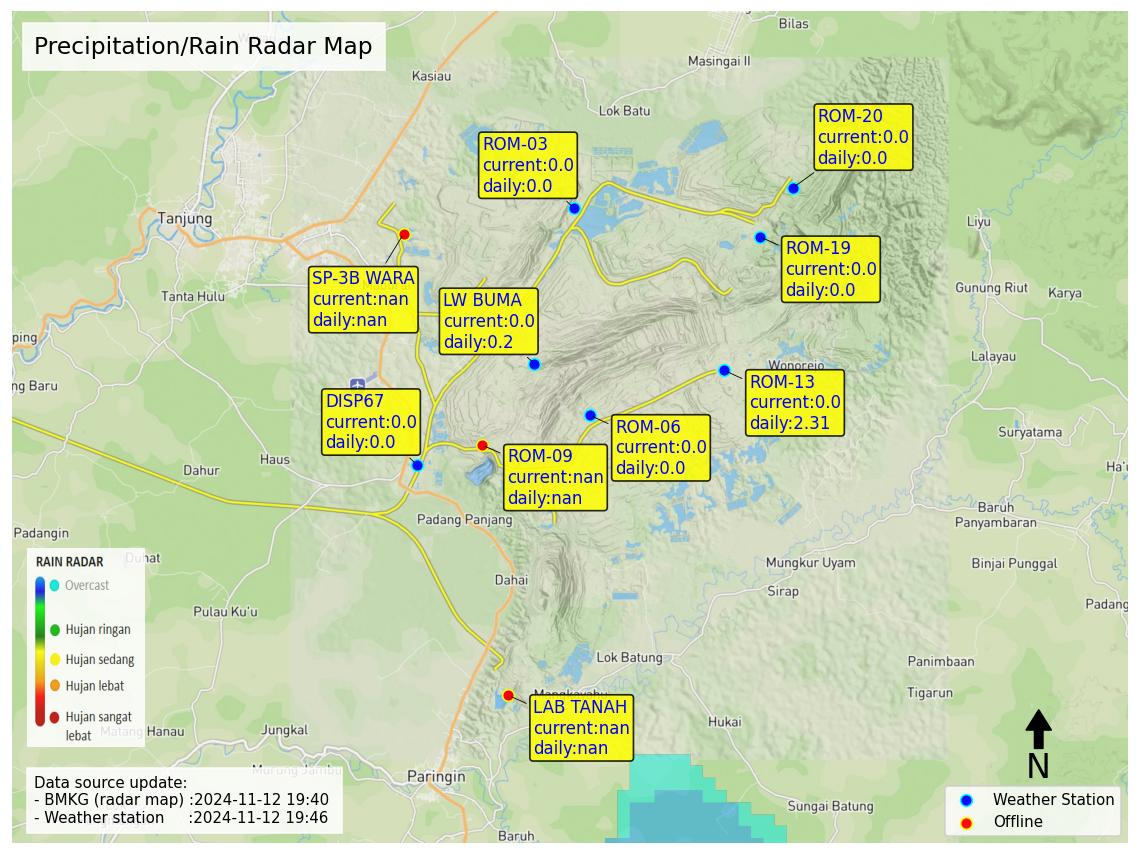 Precipitation/Rain Radar Map
Bilas
Masingai II
Kasiau
Lok Batu
ROM-20
current:0.0
daily:0.0
ROM-03
current:0.0
daily:0.0
Tanjung
Liyu
ROM-19
current:0.0
daily:0.0
SP-3B WARA
current:nan
daily:nan
Tanta Hulu
LW BUMA
current:0.0
daily:0.2
Gunung Riut
Karya
ping
Lalayau
Wonorejo
ng Baru
ROM-13
current:0.0
daily:2.31
DISP67
current:0.0
daily:0.0
ROM-06
current:0.0
daily:0.0
Suryatama
ROM-09
current:nan
daily:nan
Haus
Dahur
Ha'u
Baruh
Panyambaran
Padang Panjang
Padangin
Duhat
Mungkur Uyam
Binjai Punggal
Dahai
Sirap
Padang
Pulau Ku'u
RAIN RADAR
Overcast
Hujan ringan
Hujan sedang
Hujan lebat
Hujan sangat
lebat
Lok Batung
Panimbaan
Tigarun
Mangkayahu
LAB TANAH
current:nan
daily:nan
Hukai
Matang Hanau
Jungkal
Murung Jambu
Paringin
N
Data source update:
- BMKG (radar map) :2024-11-12 19:40
- Weather station :2024-11-12 19:46
Sungai Batung
Baruh
Weather Station
Offline